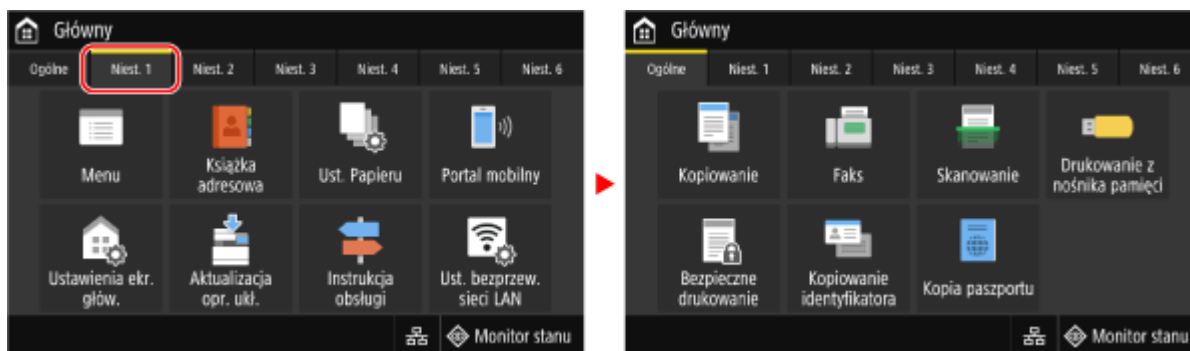 Główny
Ogólne Niest. 1 Niest. 2 Niest. 3 Niest. 4 Niest. 5 Niest. 6
Menu
Książka
adresowa
Ust. Papieru
Portal mobilny
Ustawienia ekr.
głów.
Aktualizacja
opr. ukł.
Instrukcja
obsługi
Ust. bezprzew.
sieci LAN
Monitor stanu
Główny
Ogólne Niest. 1 Niest. 2 Niest. 3 Niest. 4 Niest. 5 Niest. 6
Kopiowanie
Faks
Skanowanie
Drukowanie z
nośnika pamięci
Bezpieczne
drukowanie
Kopiowanie
identyfikatora
Kopia paszportu
Monitor stanu